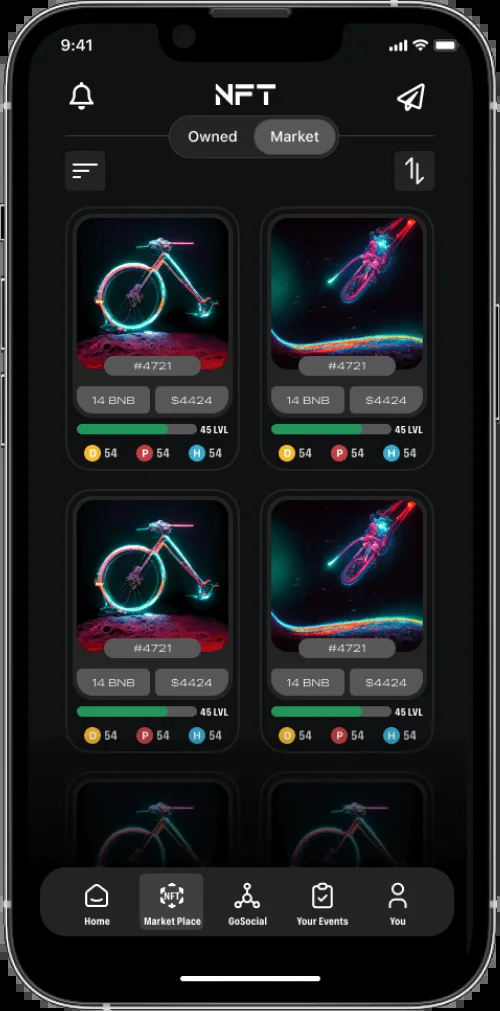 9:41
NFT
Owned Market
#4721 #4721
14 BNB $4424 14 BNB $4424
45 LVL 45 LVL
D 54 P 54 H 54 D 54 P 54 H 54
#4721 #4721
14 BNB $4424 14 BNB $4424
45 LVL 45 LVL
D 54 P 54 H 54 D 54 P 54 H 54
NFT
Home Market Place GoSocial Your Events You